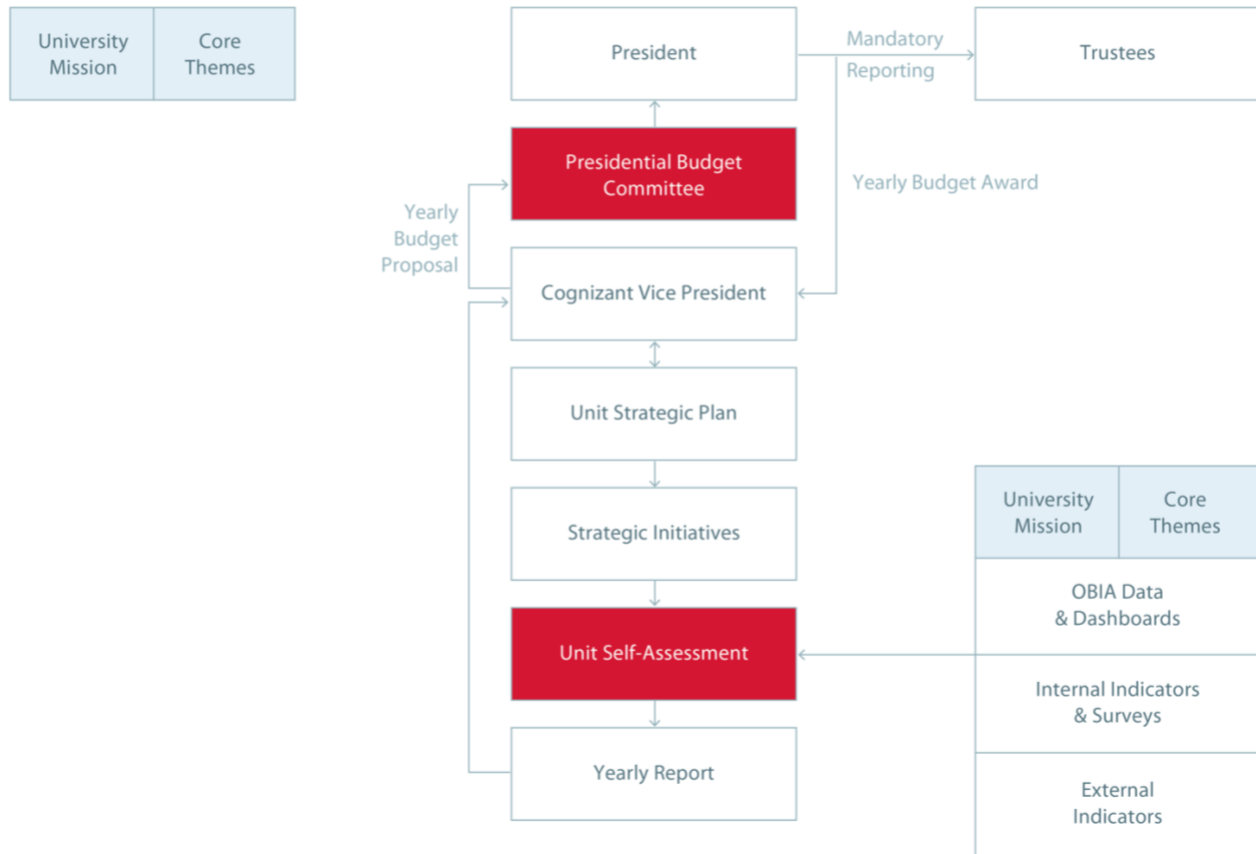 University
Mission
Core
Themes
President
Mandatory
Reporting
Trustees
Presidential Budget
Committee
Yearly Budget Award
Yearly
Budget
Proposal
Cognizant Vice President
Unit Strategic Plan
Strategic Initiatives
University
Mission
Core
Themes
OBIA Data
& Dashboards
Unit Self-Assessment
Internal Indicators
& Surveys
Yearly Report
External
Indicators